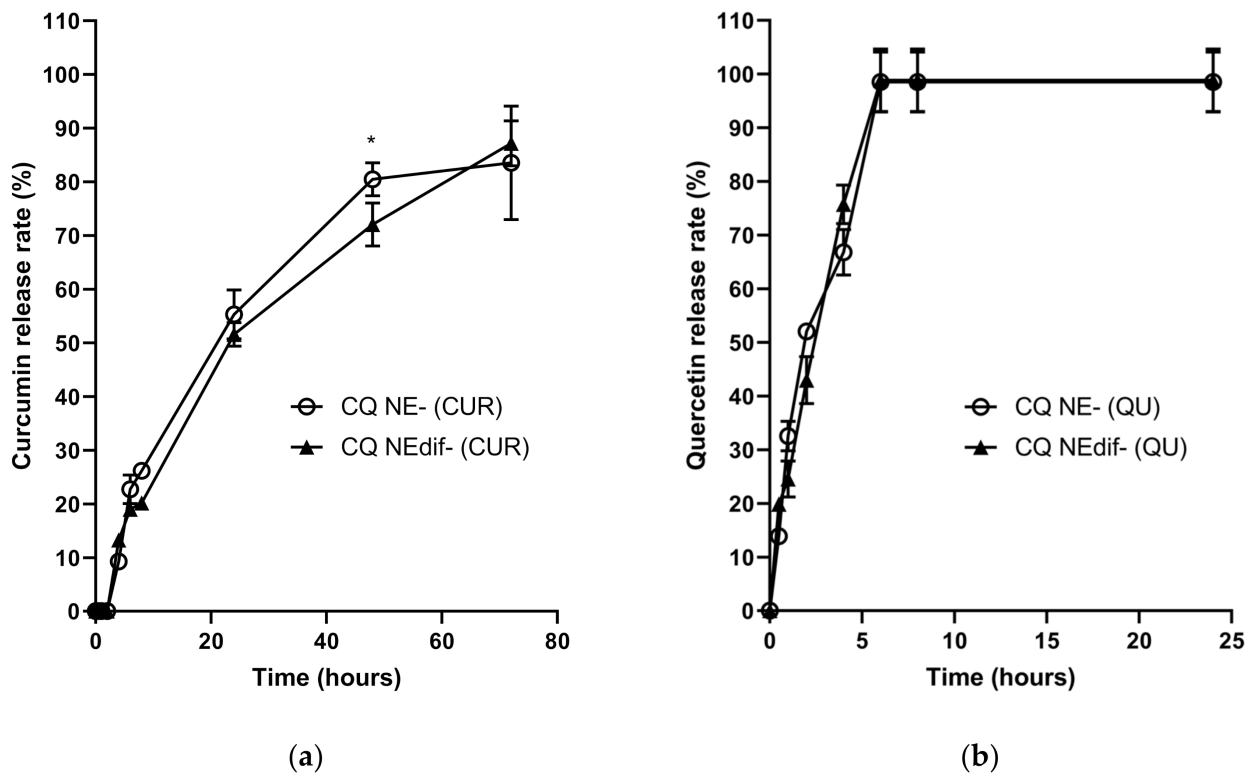 110
100
90
80
70
60
50
40
30
20
10
0
Curcumin release rate (%)
*
CQ NE- (CUR)
CQ NEdif- (CUR)
0 20 40 60 80
Time (hours)
(a)
110
100
90
80
70
60
50
40
30
20
10
0
Quercetin release rate (%)
CQ NE- (QU)
CQ NEdif- (QU)
0 5 10 15 20 25
Time (hours)
(b)